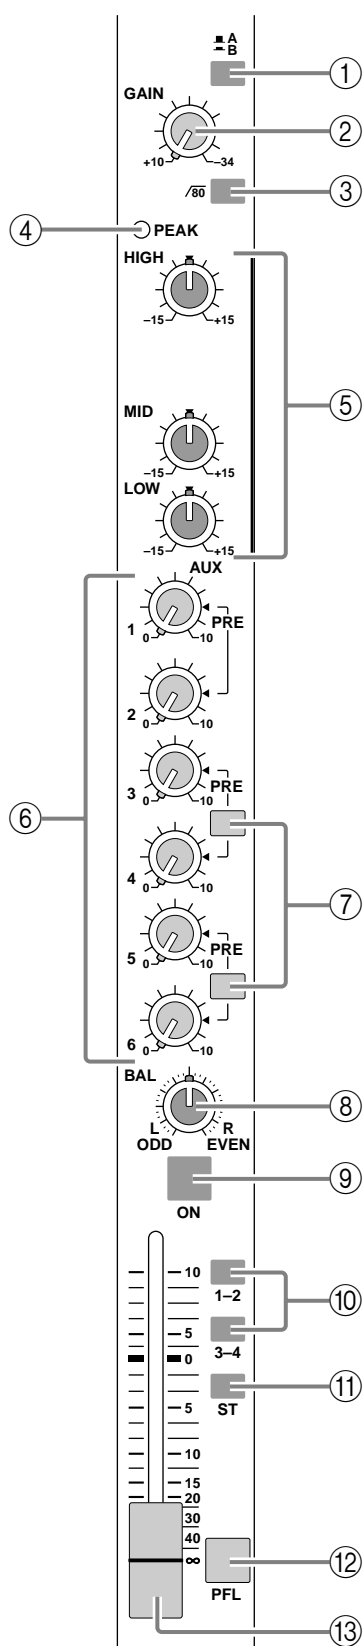 A
B
①
GAIN
②
+10 –34
/80 ③
④ PEAK
HIGH
–15 +15
⑤
MID
–15 +15
LOW
–15 +15
AUX
1 PRE
0 10
2
0 10
3 PRE
0 10
⑥
4
0 10
⑦
5 PRE
0 10
6
0 10
BAL
⑧
L R
ODD EVEN
⑨
ON
10
1–2
⑩
5
3–4
0
⑪
5 ST
10
15
20
30
40
∞ ⑫
PFL
⑬